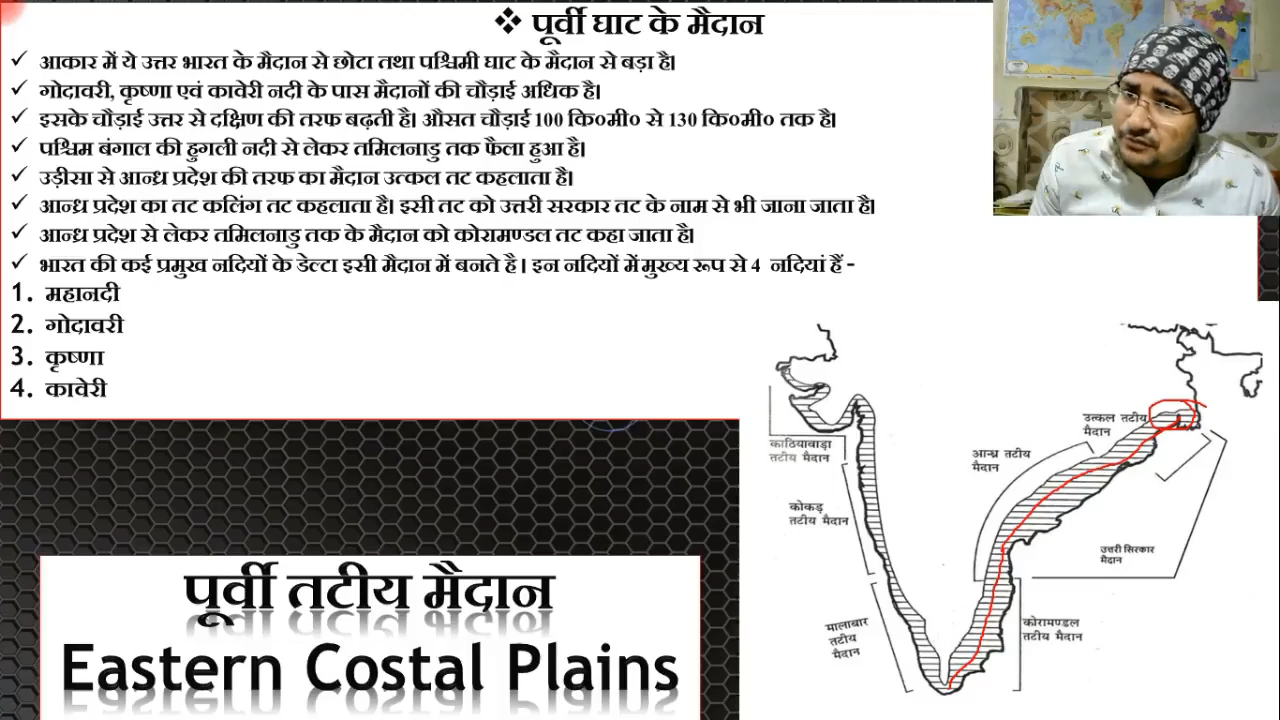 ❖ पूर्वी घाट के मैदान
✓ आकार में ये उत्तर भारत के मैदान से छोटा तथा पश्चिमी घाट के मैदान से बड़ा है।
✓ गोदावरी, कृष्णा एवं कावेरी नदी के पास मैदानों की चौड़ाई अधिक है।
✓ इसके चौड़ाई उत्तर से दक्षिण की तरफ बढ़ती है। औसत चौड़ाई 100 कि०मी० से 130 कि०मी० तक है।
✓ पश्चिम बंगाल की हुगली नदी से लेकर तमिलनाडु तक फैला हुआ है।
✓ उड़ीसा से आन्ध्र प्रदेश की तरफ का मैदान उत्कल तट कहलाता है।
✓ आन्ध्र प्रदेश का तट कलिंग तट कहलाता है। इसी तट को उत्तरी सरकार तट के नाम से भी जाना जाता है।
✓ आन्ध्र प्रदेश से लेकर तमिलनाडु तक के मैदान को कोरामण्डल तट कहा जाता है।
✓ भारत की कई प्रमुख नदियों के डेल्टा इसी मैदान में बनते है। इन नदियों में मुख्य रूप से 4 नदियां हैं -
1. महानदी
2. गोदावरी
3. कृष्णा
4. कावेरी
उत्कल तटीय
मैदान
काठियावाड़ा
तटीय मैदान
आन्ध्र तटीय
मैदान
कोकड़
तटीय मैदान
उत्तरी सिरकार
मैदान
मालाबार
तटीय
मैदान
कोरामण्डल
तटीय मैदान
पूर्वी तटीय मैदान
Eastern Costal Plains